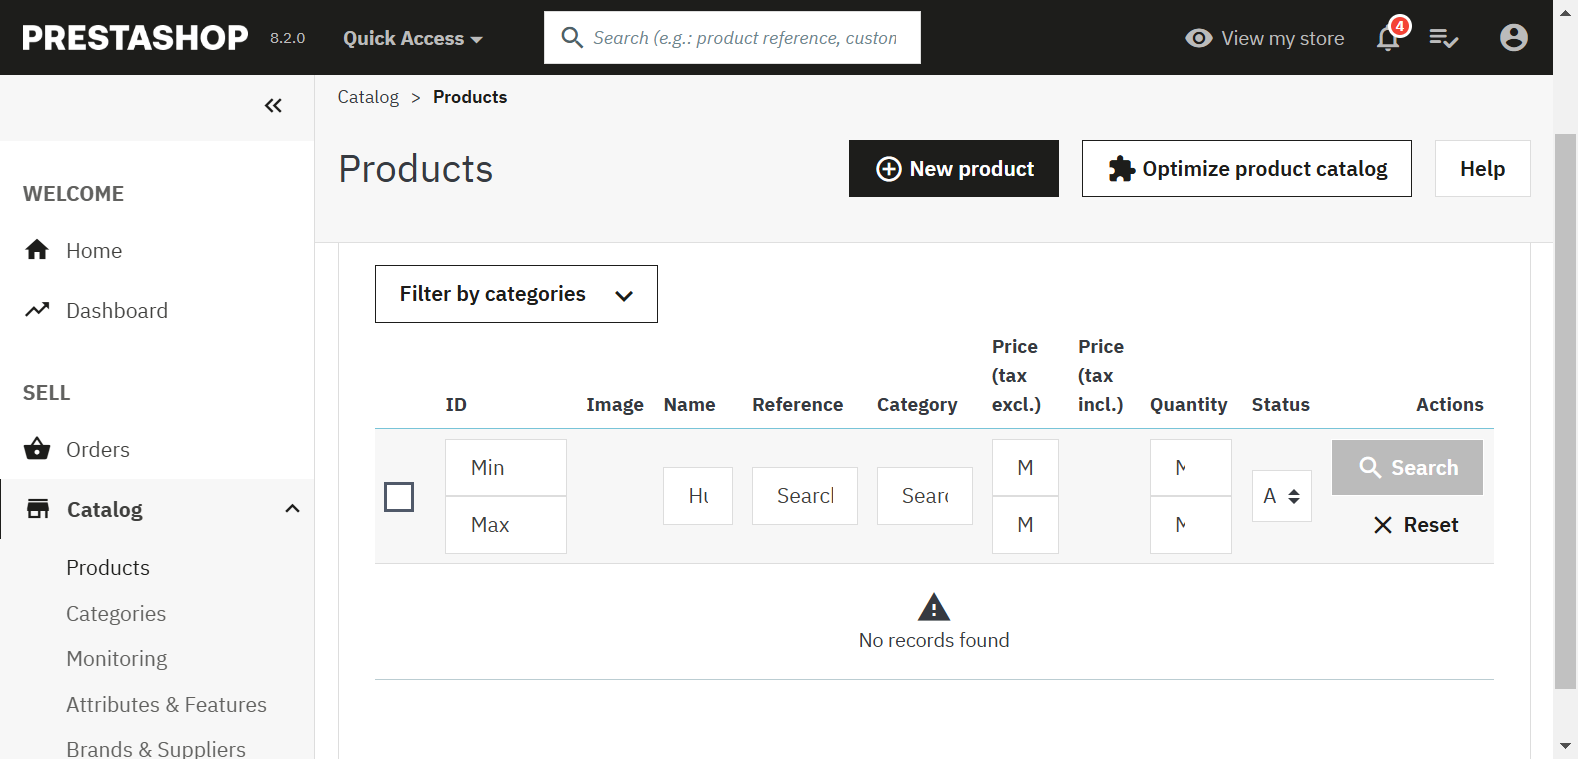 PRESTASHOP 8.2.0 Quick Access Search (e.g.: product reference, custon View my store 4
Catalog > Products
Products
New product
Optimize product catalog
Help
WELCOME
Home
Dashboard
SELL
Orders
Catalog
Products
Categories
Monitoring
Attributes & Features
Brands & Suppliers
Filter by categories
ID Image Name Reference Category Price (tax excl.) Price (tax incl.) Quantity Status Actions
Min
Max
Hu
Search
Sear
M
M
A
Search
Reset
No records found